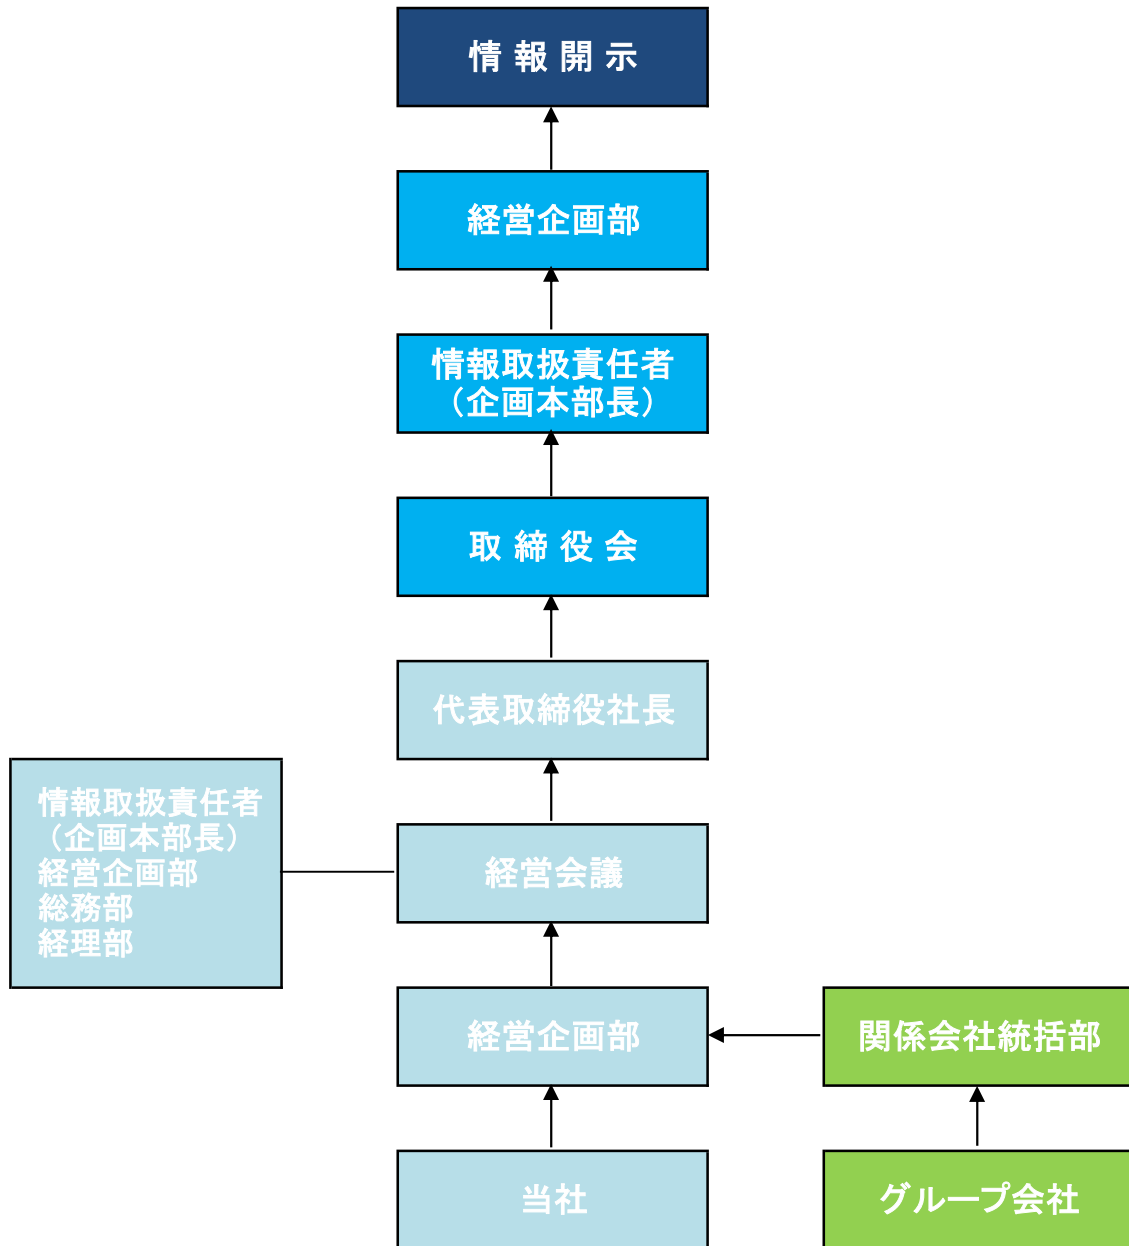 情報開示
経営企画部
情報取扱責任者
（企画本部長）
取締役会
代表取締役社長
情報取扱責任者
（企画本部長）
経営企画部
総務部
経理部
経営会議
経営企画部
関係会社統括部
当社
グループ会社